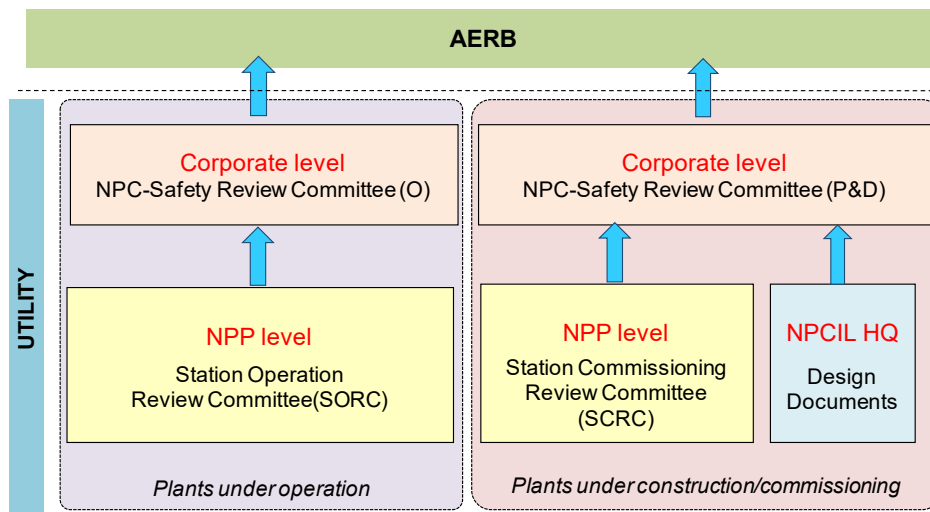 AERB
UTILITY
Corporate level
NPC-Safety Review Committee (O)
NPP level
Station Operation
Review Committee(SORC)
Plants under operation
Corporate level
NPC-Safety Review Committee (P&D)
NPP level
Station Commissioning
Review Committee
(SCRC)
NPCIL HQ
Design
Documents
Plants under construction/commissioning